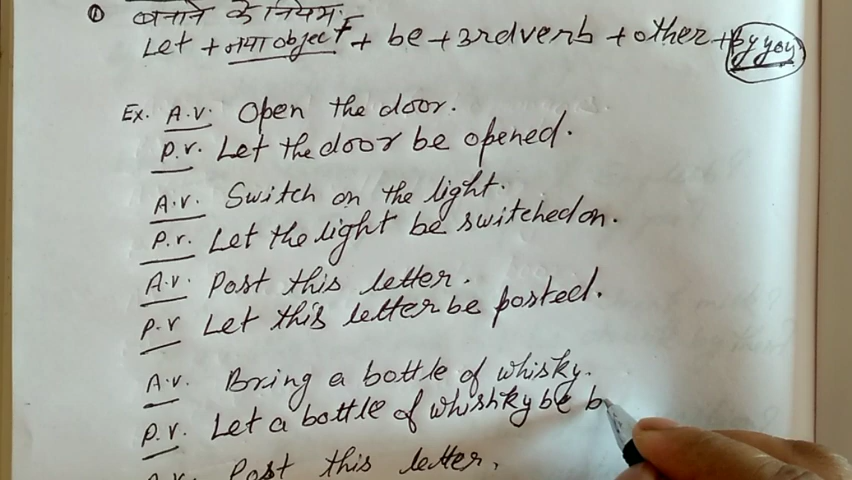 ① बनाने के नियम:
Let + नया object + be + 3rd verb + other + by you
Ex. A.V. Open the door.
P.V. Let the door be opened.
A.V. Switch on the light.
P.V. Let the light be switched on.
A.V. Post this letter.
P.V Let this letter be posted.
A.V. Bring a bottle of whisky.
P.V. Let a bottle of whishky be b
Post this letter,